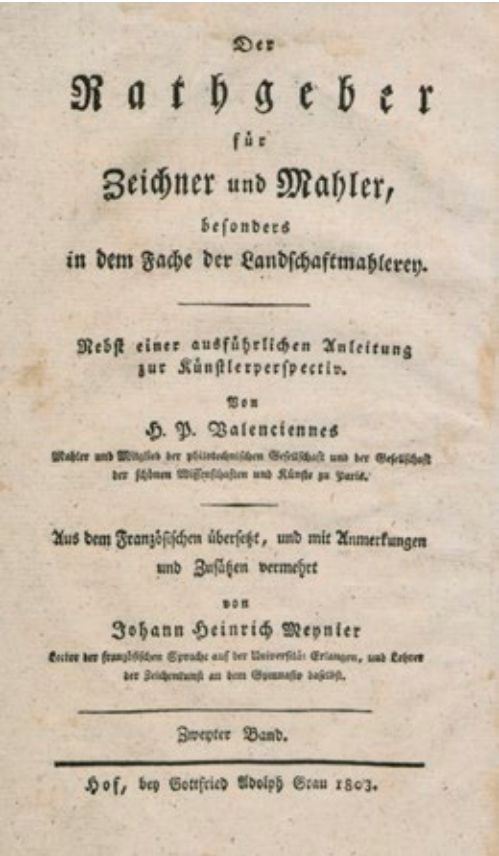 Der
Rathgeber
für
Zeichner und Mahler,
besonders
in dem Fache der Landschaftmahlerey.
Nebst einer ausführlichen Anleitung
zur Künstlerperspectiv.
Von
H. P. Valenciennes
Mahler und Mitglied der philotechnischen Gesellschaft und der Gesellschaft
der schönen Wissenschaften und Künste zu Paris.
Aus dem Französischen übersetzt, und mit Anmerkungen
und Zusätzen vermehrt
von
Johann Heinrich Meynier
Lector der französischen Sprache auf der Universität Erlangen, und Lehrer
der Zeichenkunst an dem Gymnasio daselbst.
Zweyter Band.
Hof, bey Gottfried Adolph Grau 1803.